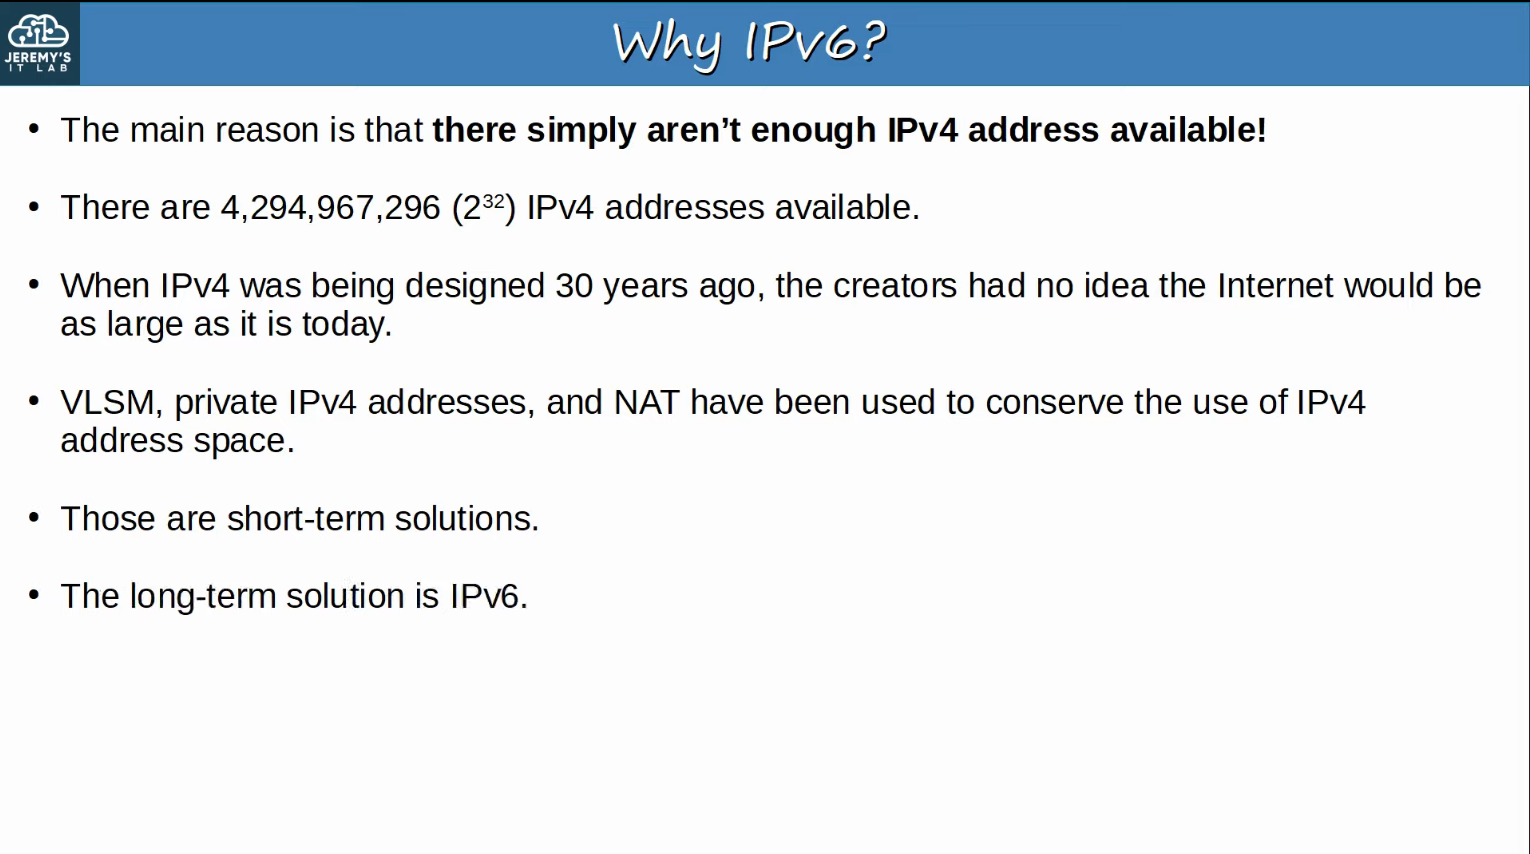 JEREMY'S
IT LAB
Why IPv6?
• The main reason is that there simply aren’t enough IPv4 address available!
• There are 4,294,967,296 (2³²) IPv4 addresses available.
• When IPv4 was being designed 30 years ago, the creators had no idea the Internet would be
as large as it is today.
• VLSM, private IPv4 addresses, and NAT have been used to conserve the use of IPv4
address space.
• Those are short-term solutions.
• The long-term solution is IPv6.